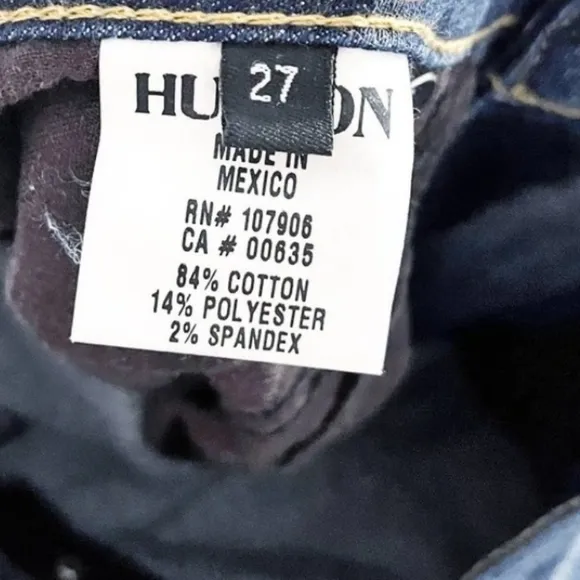 27
HU ON
MADE IN
MEXICO
RN# 107906
CA # 00635
84% COTTON
14% POLYESTER
2% SPANDEX